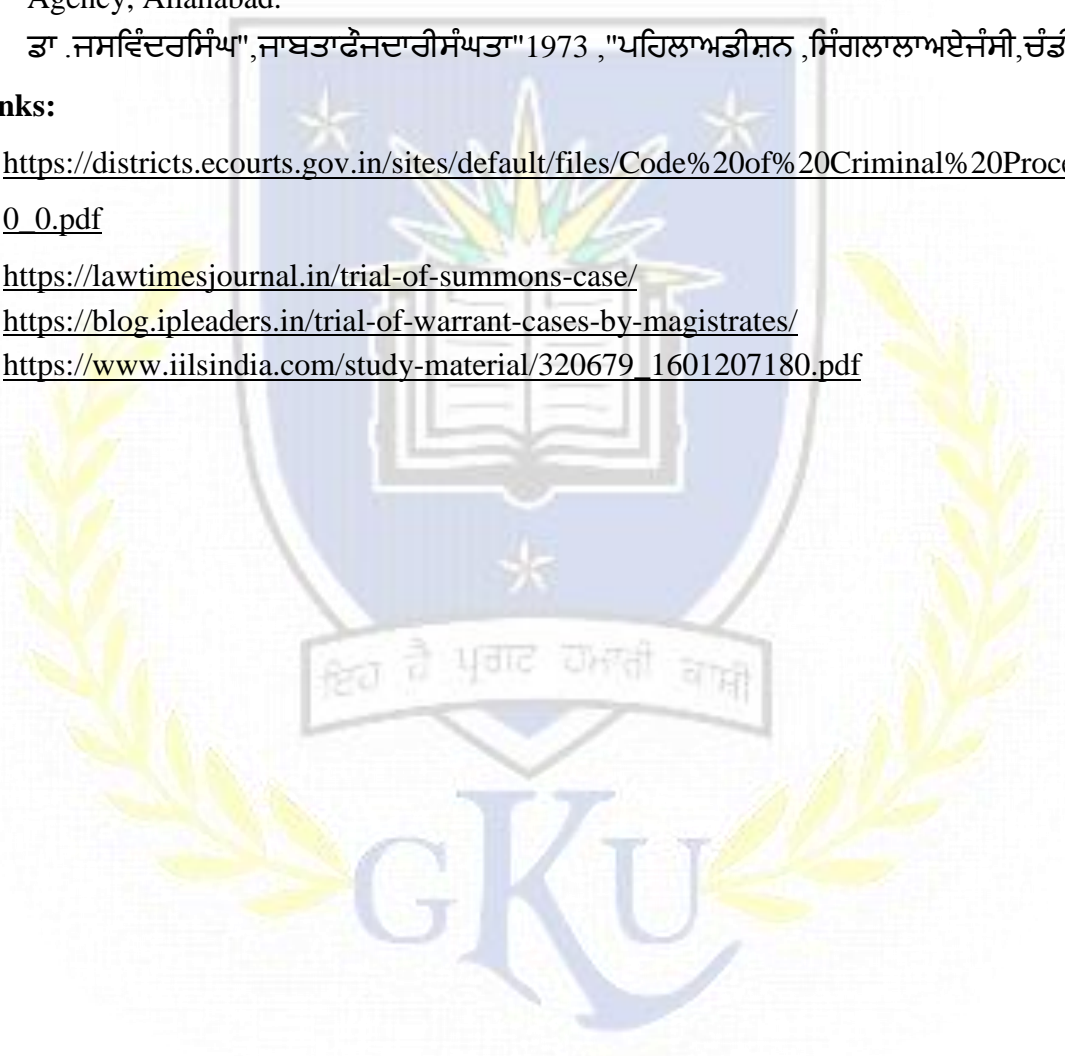 Agency, Allahabad.
ਡਾ .ਜਸਵਿੰਦਰਸਿੰਘ",ਜਾਬਤਾਫੌਜਦਾਰੀਸੰਘਤਾ"1973 ,"ਪਹਿਲਾਅਡੀਸ਼ਨ ,ਸਿੰਗਲਾਲਾਅਏਜੰਸੀ,ਚੰਡੀ
nks:
https://districts.ecourts.gov.in/sites/default/files/Code%20of%20Criminal%20Proce
0_0.pdf
https://lawtimesjournal.in/trial-of-summons-case/
https://blog.ipleaders.in/trial-of-warrant-cases-by-magistrates/
https://www.iilsindia.com/study-material/320679_1601207180.pdf
ਇਹ ਹੈ ਪ੍ਰਗਟ ਹਮਾਰੀ ਕਾਸ਼ੀ
GKU